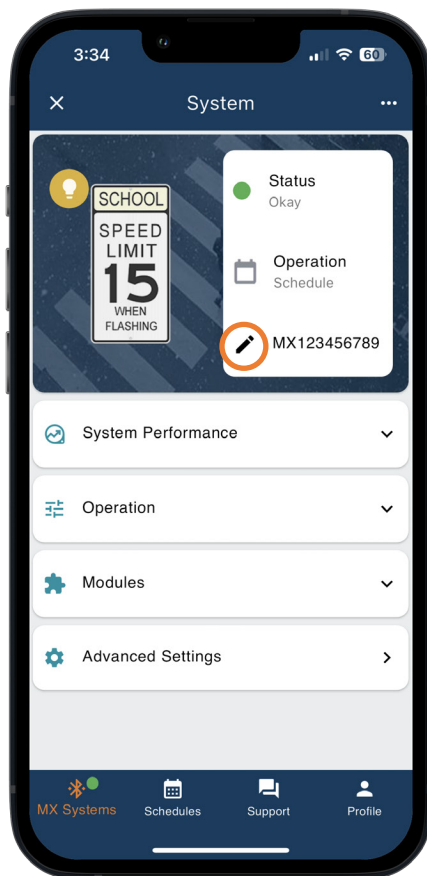 3:34
60
System
SCHOOL
SPEED
LIMIT
15
WHEN
FLASHING
Status
Okay
Operation
Schedule
MX123456789
System Performance
Operation
Modules
Advanced Settings
MX Systems
Schedules
Support
Profile